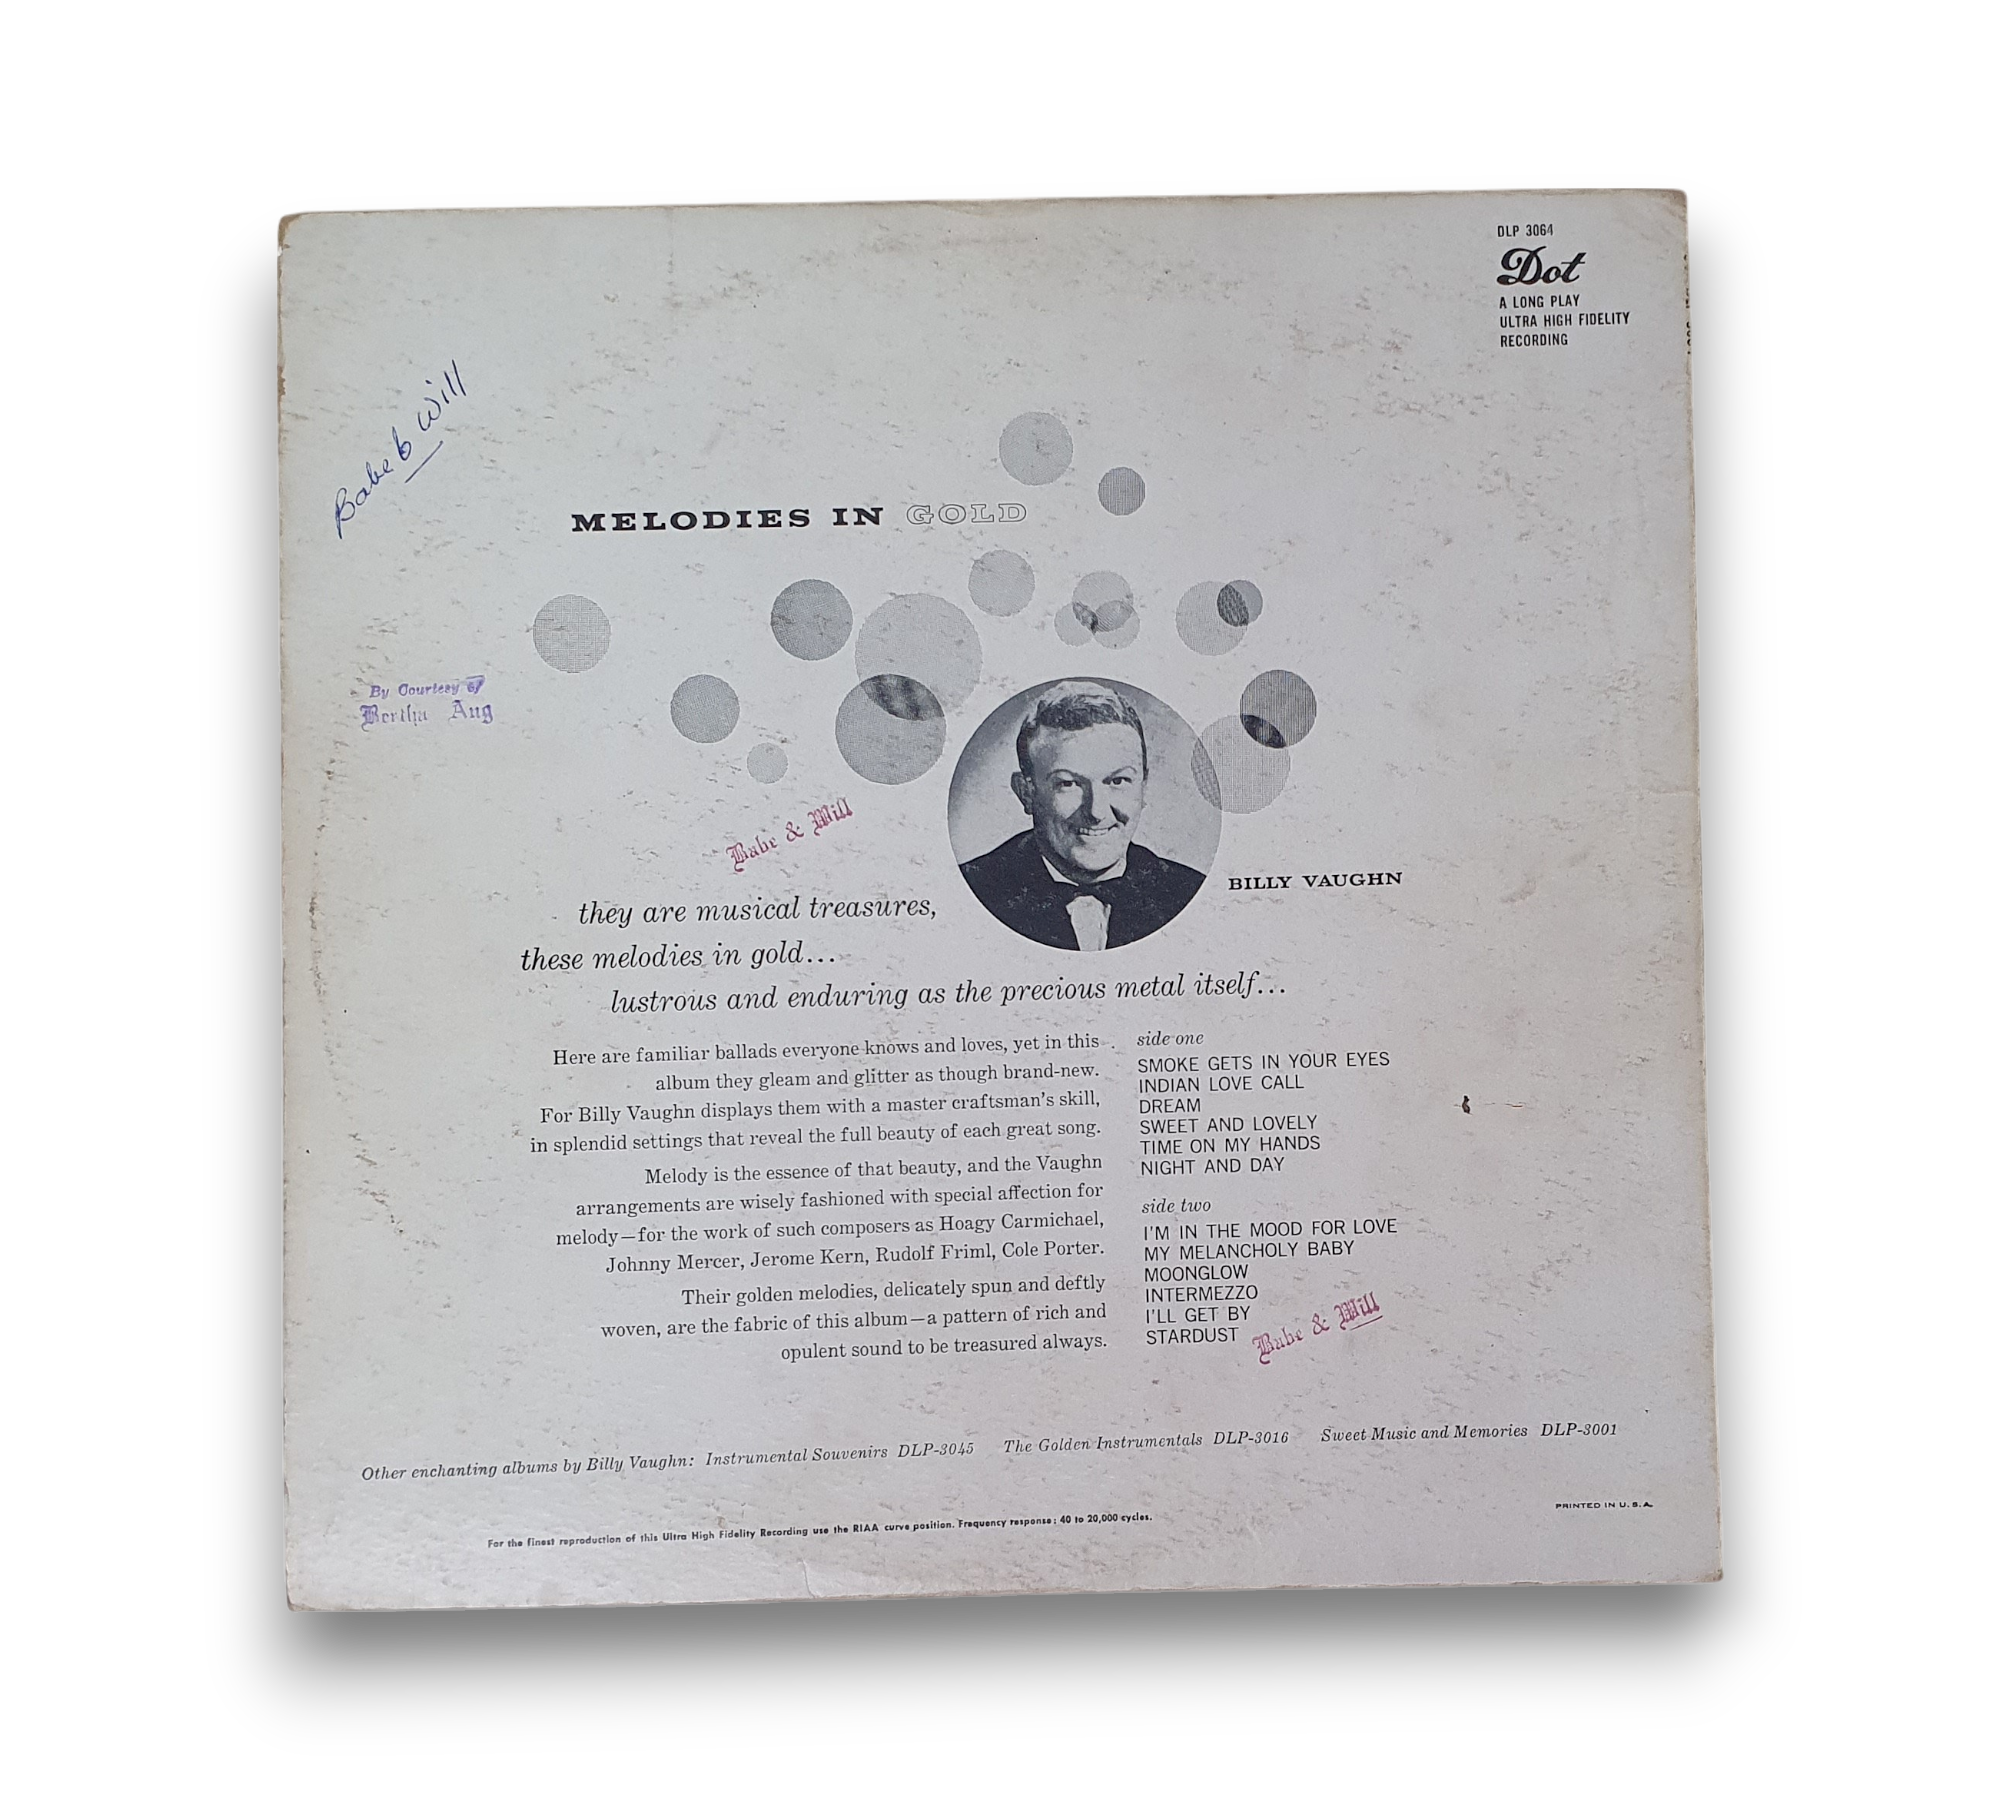 DLP 3064
Dot
A LONG PLAY
ULTRA HIGH FIDELITY
RECORDING
Babe & Will
MELODIES IN GOLD
By Courtesy of
Bertha Aug
Babe & Will
BILLY VAUGHN
they are musical treasures,
these melodies in gold...
lustrous and enduring as the precious metal itself...
Here are familiar ballads everyone knows and loves, yet in this
album they gleam and glitter as though brand-new.
For Billy Vaughn displays them with a master craftsman's skill,
in splendid settings that reveal the full beauty of each great song.
Melody is the essence of that beauty, and the Vaughn
arrangements are wisely fashioned with special affection for
melody—for the work of such composers as Hoagy Carmichael,
Johnny Mercer, Jerome Kern, Rudolf Friml, Cole Porter.
Their golden melodies, delicately spun and deftly
woven, are the fabric of this album—a pattern of rich and
opulent sound to be treasured always.
side one
SMOKE GETS IN YOUR EYES
INDIAN LOVE CALL
DREAM
SWEET AND LOVELY
TIME ON MY HANDS
NIGHT AND DAY
side two
I'M IN THE MOOD FOR LOVE
MY MELANCHOLY BABY
MOONGLOW
INTERMEZZO
I'LL GET BY
STARDUST
Babe & Will
Other enchanting albums by Billy Vaughn: Instrumental Souvenirs DLP-3045 The Golden Instrumentals DLP-3016 Sweet Music and Memories DLP-3001
PRINTED IN U. S. A.
For the finest reproduction of this Ultra High Fidelity Recording use the RIAA curve position. Frequency response: 40 to 20,000 cycles.